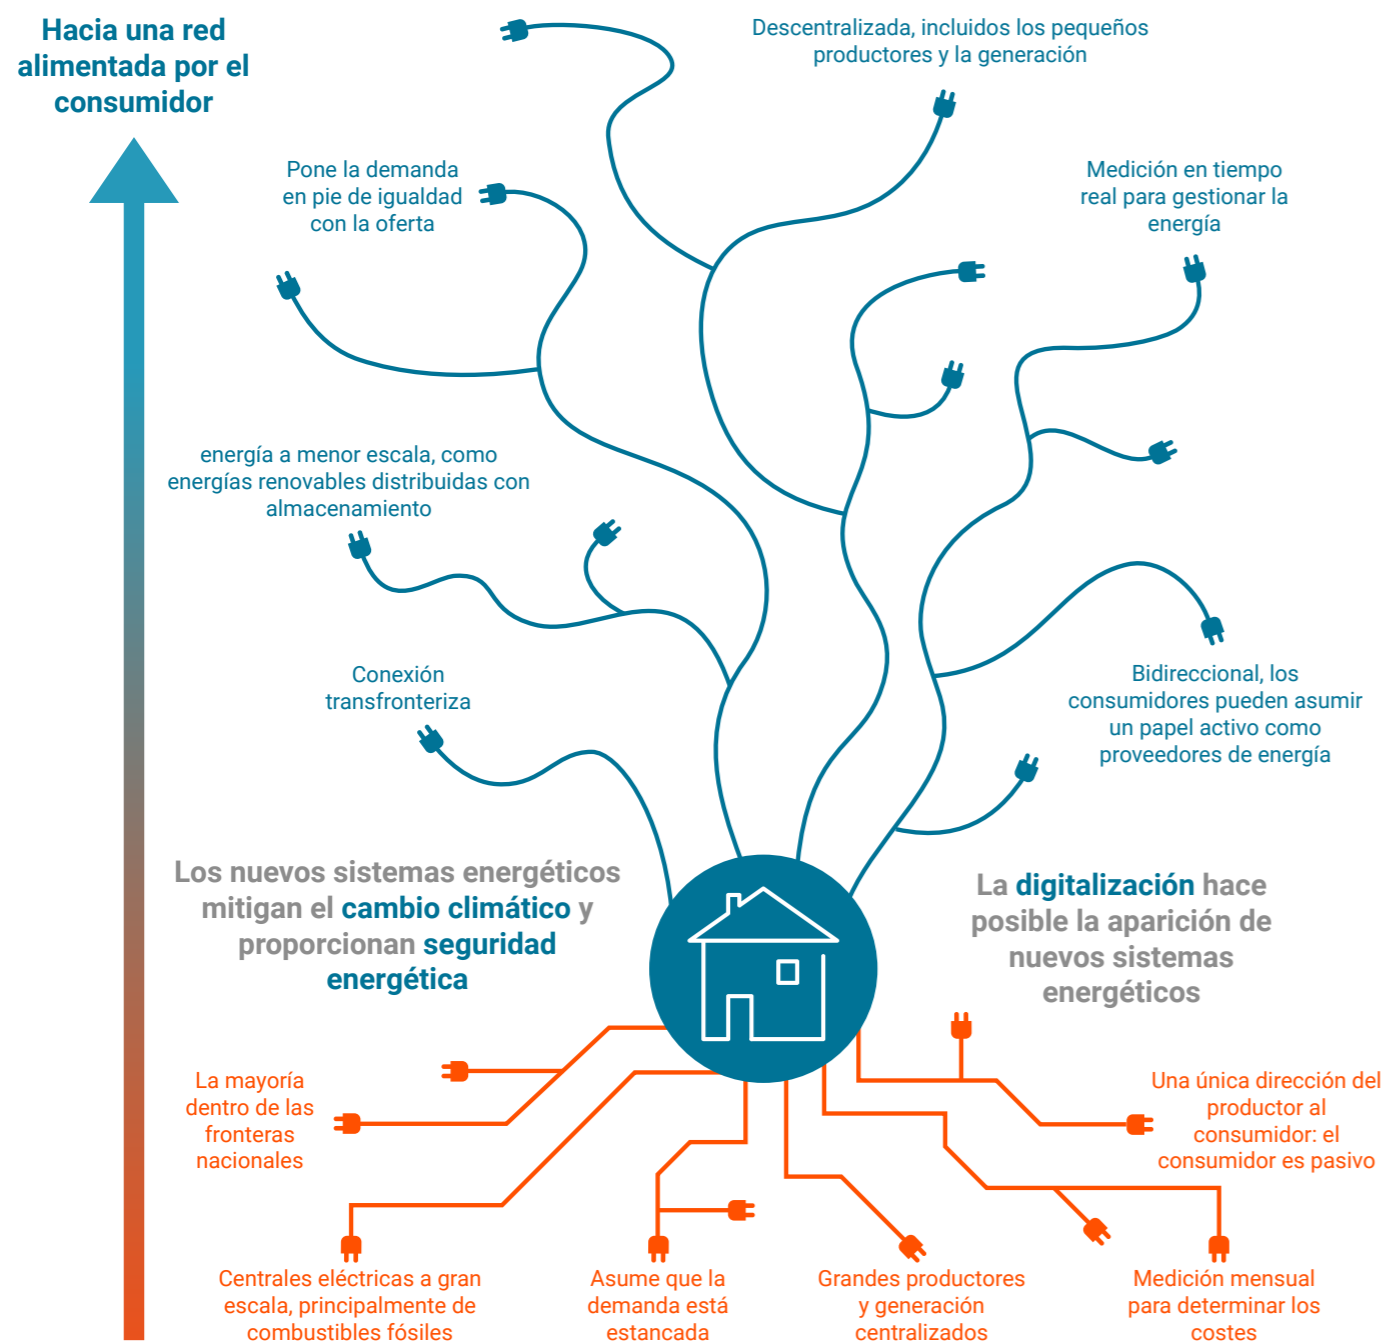 Hacia una red
alimentada por el
consumidor
Descentralizada, incluidos los pequeños
productores y la generación
Pone la demanda
en pie de igualdad
con la oferta
Medición en tiempo
real para gestionar la
energía
energía a menor escala, como
energías renovables distribuidas con
almacenamiento
Conexión
transfronteriza
Bidireccional, los
consumidores pueden asumir
un papel activo como
proveedores de energía
Los nuevos sistemas energéticos
mitigan el cambio climático y
proporcionan seguridad
energética
La digitalización hace
posible la aparición de
nuevos sistemas
energéticos
La mayoría
dentro de las
fronteras
nacionales
Una única dirección del
productor al
consumidor: el
consumidor es pasivo
Centrales eléctricas a gran
escala, principalmente de
combustibles fósiles
Asume que la
demanda está
estancada
Grandes productores
y generación
centralizados
Medición mensual
para determinar los
costes